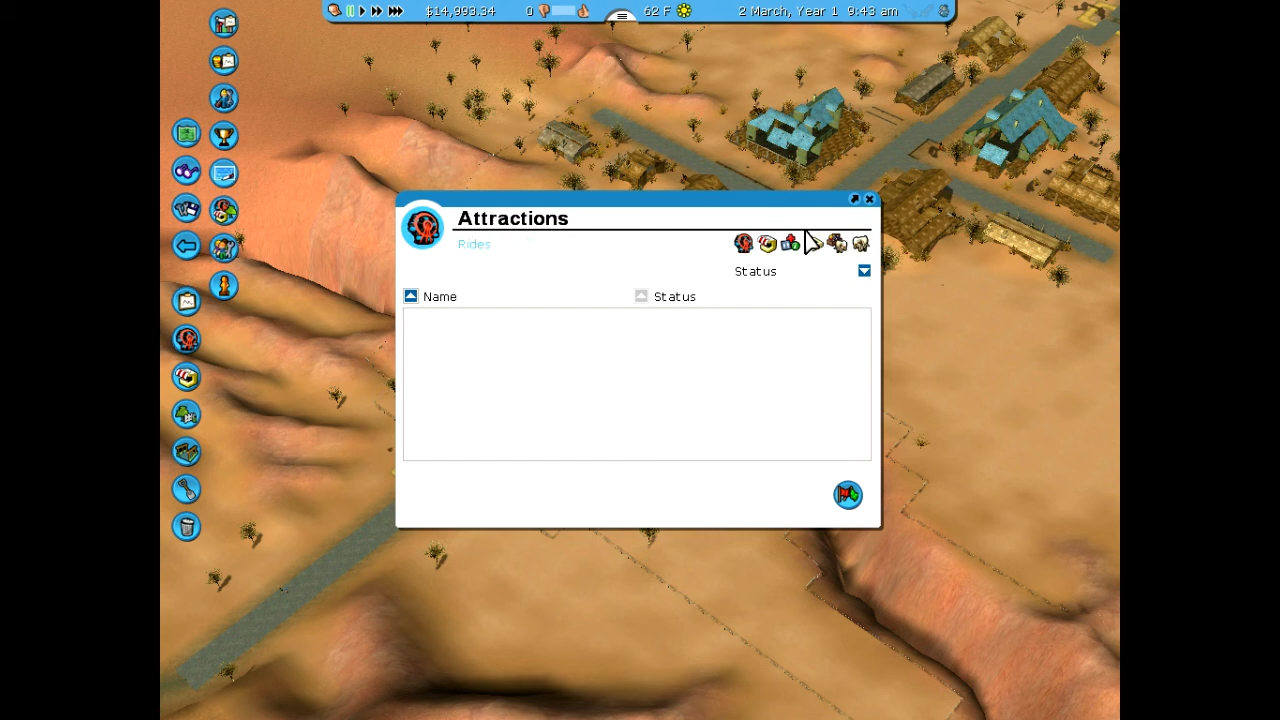 $14,993.34 0 62 F 2 March, Year 1 9:43 am
Attractions
Rides
Status
Name Status